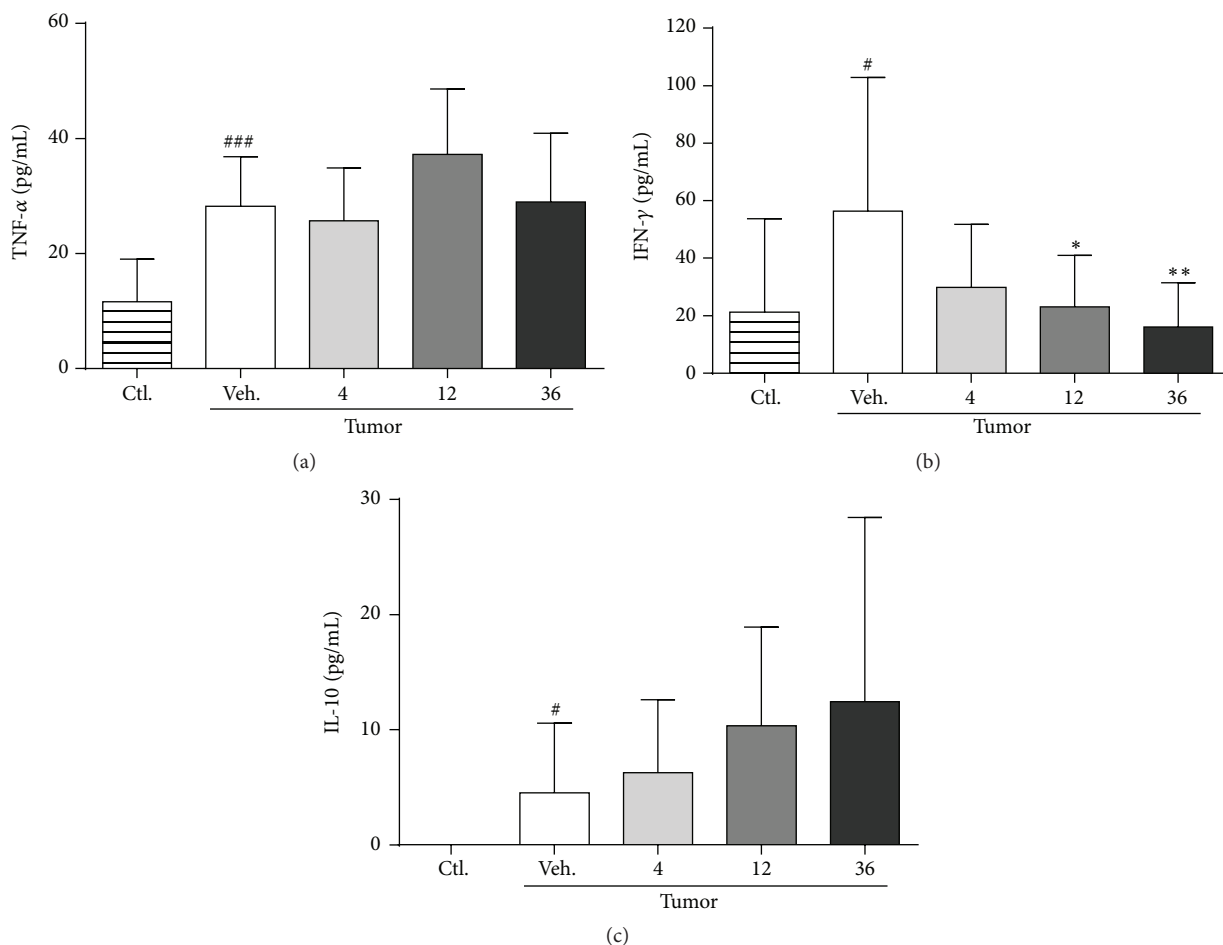 60
40
20
0
TNF-α (pg/mL)
###
Ctl. Veh. 4 12 36
Tumor
(a)
120
100
80
60
40
20
0
IFN-γ (pg/mL)
#
*
**
Ctl. Veh. 4 12 36
Tumor
(b)
30
20
10
0
IL-10 (pg/mL)
#
Ctl. Veh. 4 12 36
Tumor
(c)